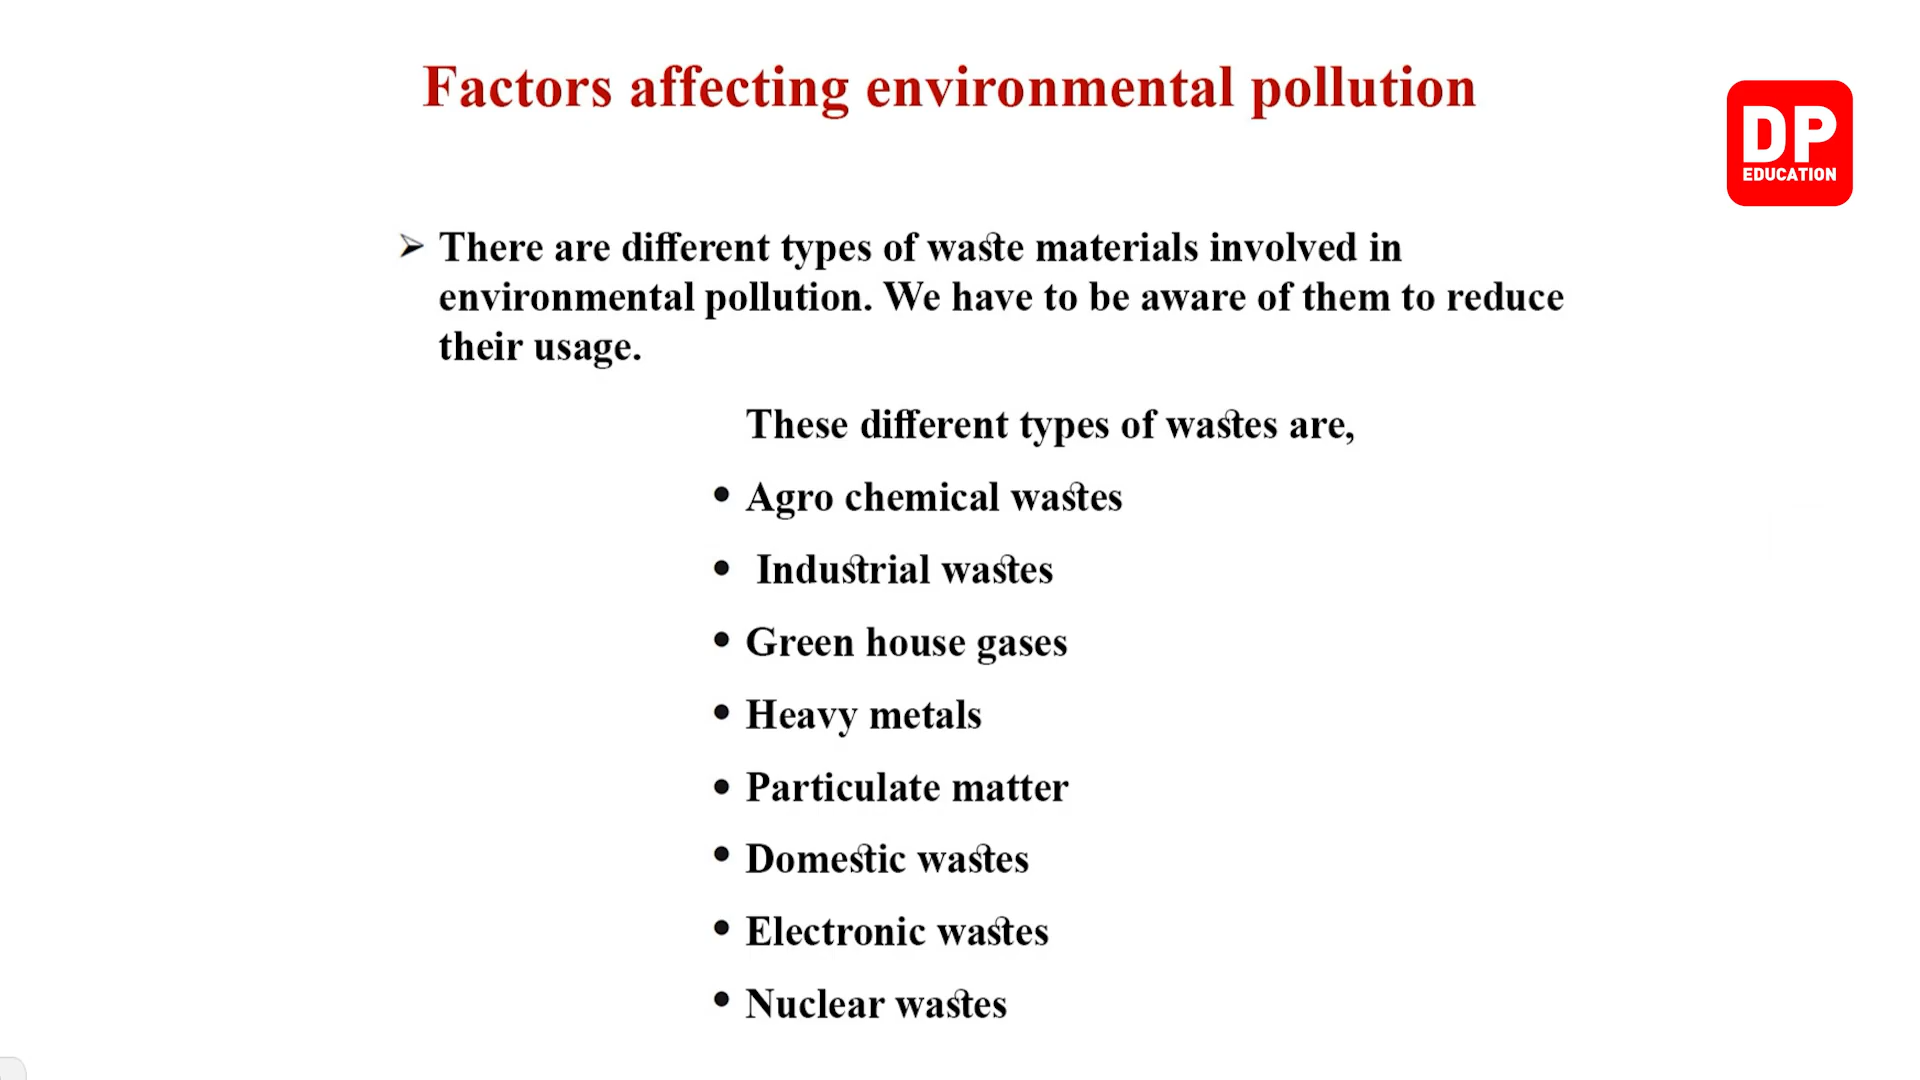 Factors affecting environmental pollution
DP
EDUCATION
➢ There are different types of waste materials involved in
environmental pollution. We have to be aware of them to reduce
their usage.
These different types of wastes are,
• Agro chemical wastes
• Industrial wastes
• Green house gases
• Heavy metals
• Particulate matter
• Domestic wastes
• Electronic wastes
• Nuclear wastes